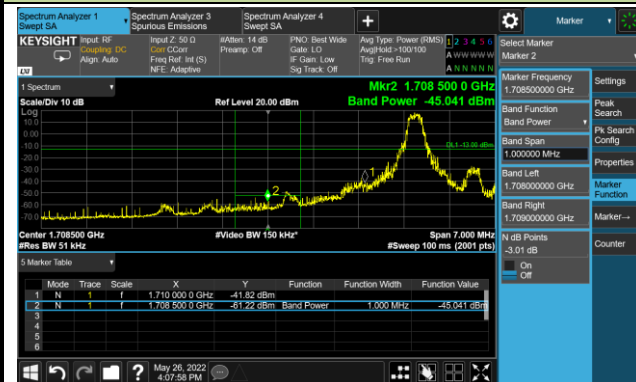 Spectrum Analyzer 1
Swept SA
Spectrum Analyzer 3
Spurious Emissions
Spectrum Analyzer 4
Swept SA
+
Marker
KEYSIGHT
Input: RF
Coupling: DC
Align: Auto
Input Z: 50 Ω
Corr CCorr
Freq Ref: Int (S)
NFE: Adaptive
#Atten: 14 dB
Preamp: Off
PNO: Best Wide
Gate: LO
IF Gain: Low
Sig Track: Off
Avg Type: Power (RMS)
Avg|Hold:>100/100
Trig: Free Run
1 2 3 4 5 6
A W W W W W
A N N N N N
LXI
1 Spectrum
Scale/Div 10 dB
Ref Level 20.00 dBm
Mkr2 1.708 500 0 GHz
Band Power -45.041 dBm
Log
10.0
0.00
-10.0
-20.0
-30.0
-40.0
-50.0
-60.0
-70.0
DL1 -13.00 dBm
1
2
Center 1.708500 GHz
#Res BW 51 kHz
#Video BW 150 kHz*
Span 7.000 MHz
#Sweep 100 ms (2001 pts)
5 Marker Table
Mode Trace Scale X Y Function Function Width Function Value
1 N 1 f 1.710 000 0 GHz -41.82 dBm
2 N 1 f 1.708 500 0 GHz -61.22 dBm Band Power 1.000 MHz -45.041 dBm
3
4
5
6
May 26, 2022
4:07:58 PM
Select Marker
Marker 2
Marker Frequency
1.708500000 GHz
Band Function
Band Power
Band Span
1.000000 MHz
Band Left
1.708000000 GHz
Band Right
1.709000000 GHz
N dB Points
-3.01 dB
On
Off
Settings
Peak
Search
Pk Search
Config
Properties
Marker
Function
Marker→
Counter